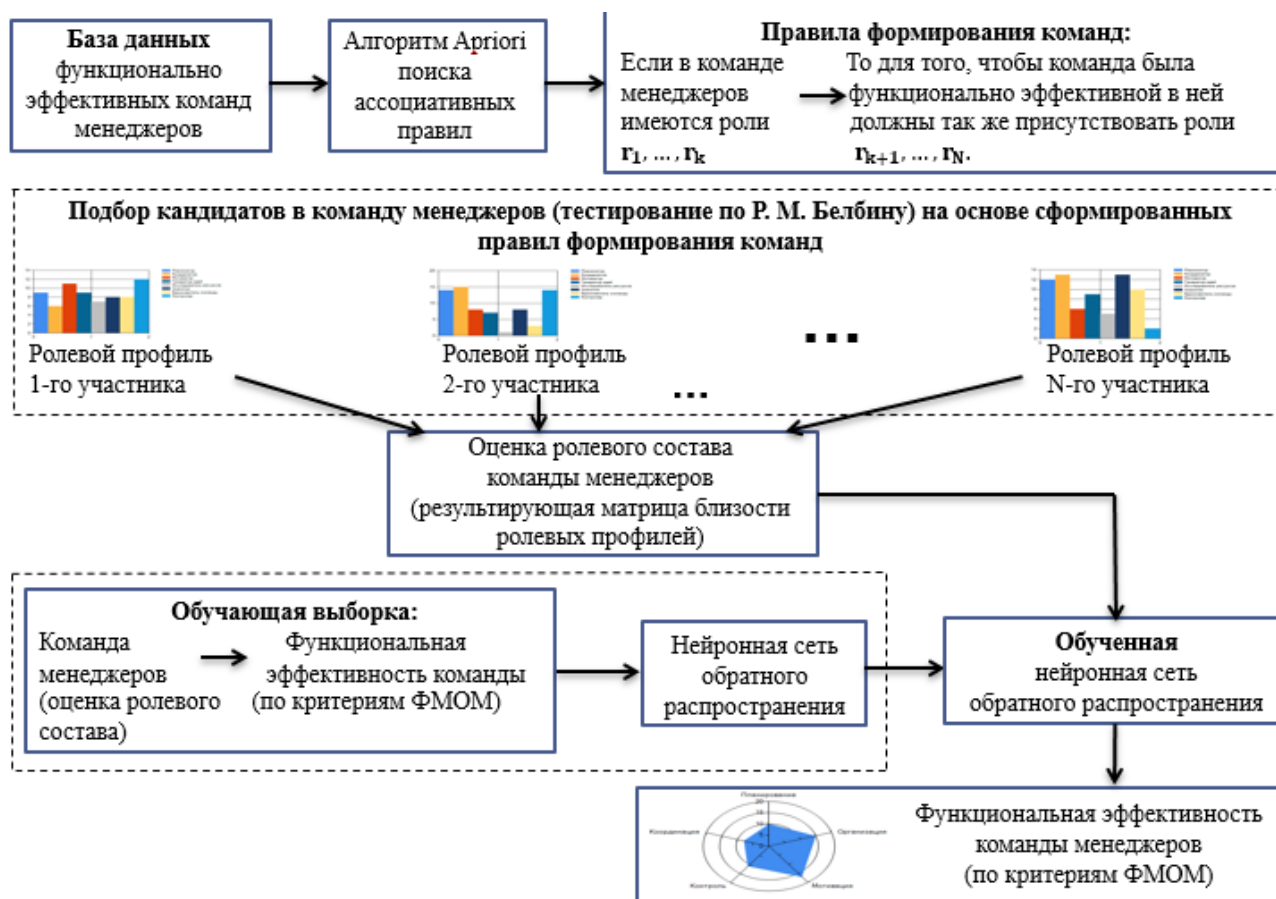 База данных
функционально
эффективных команд
менеджеров
Алгоритм Apriori
поиска
ассоциативных
правил
Правила формирования команд:
Если в команде
менеджеров
имеются роли
r₁, ... , rₖ
То для того, чтобы команда была
функционально эффективной в ней
должны так же присутствовать роли
rₖ₊₁, ... , r_N.
Подбор кандидатов в команду менеджеров (тестирование по Р. М. Белбину) на основе сформированных
правил формирования команд
Ролевой профиль
1-го участника
Ролевой профиль
2-го участника
...
...
Ролевой профиль
N-го участника
Оценка ролевого состава
команды менеджеров
(результирующая матрица близости
ролевых профилей)
Обучающая выборка:
Команда
менеджеров
(оценка ролевого
состава)
Функциональная
эффективность команды
(по критериям ФМОМ)
Нейронная сеть
обратного
распространения
Обученная
нейронная сеть
обратного распространения
Планирование
Организация
Мотивация
Контроль
Координация
Функциональная эффективность
команды менеджеров
(по критериям ФМОМ)